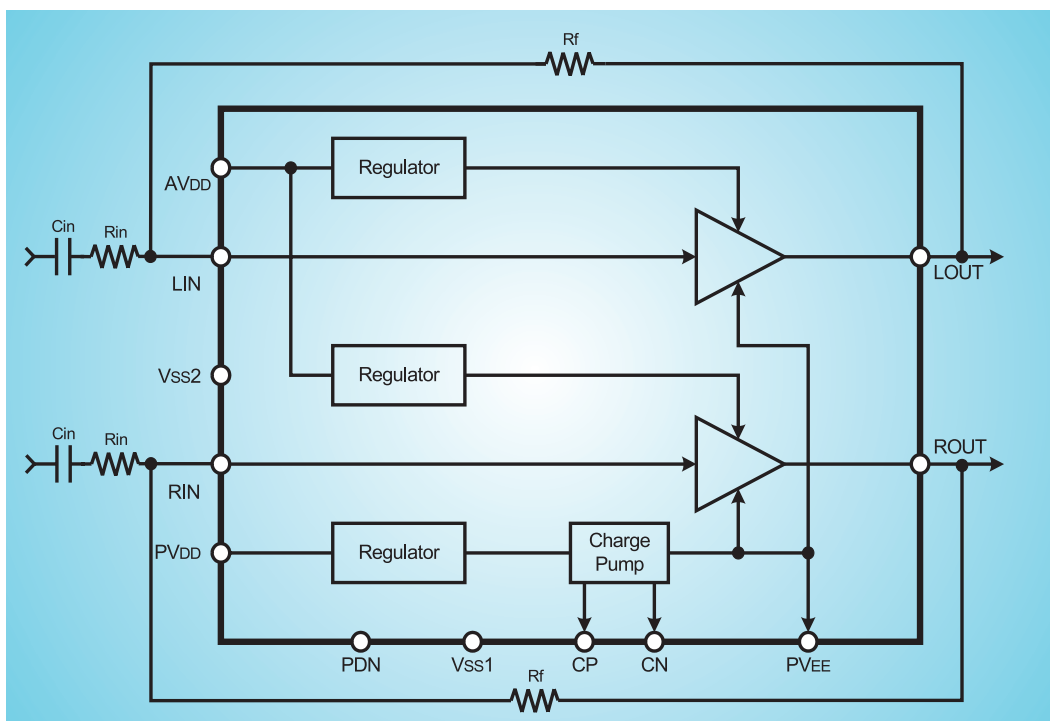 Rf
Regulator
AVDD
Cin
Rin
LIN
LOUT
VSS2
Regulator
Cin
Rin
ROUT
RIN
PVDD
Regulator
Charge
Pump
PDN
VSS1
CP
CN
PVEE
Rf